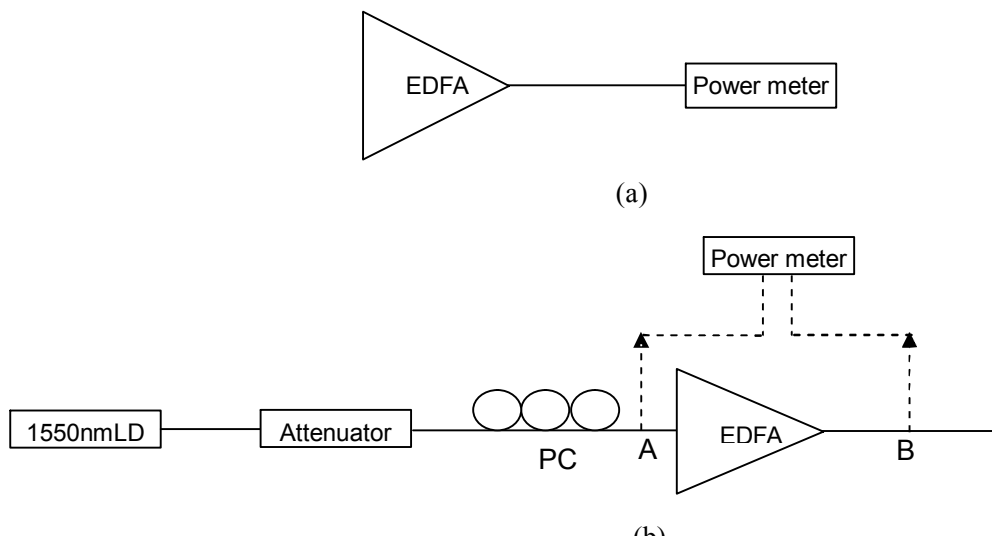 EDFA
Power meter
(a)
Power meter
1550nmLD
Attenuator
PC
A
EDFA
B
(b)